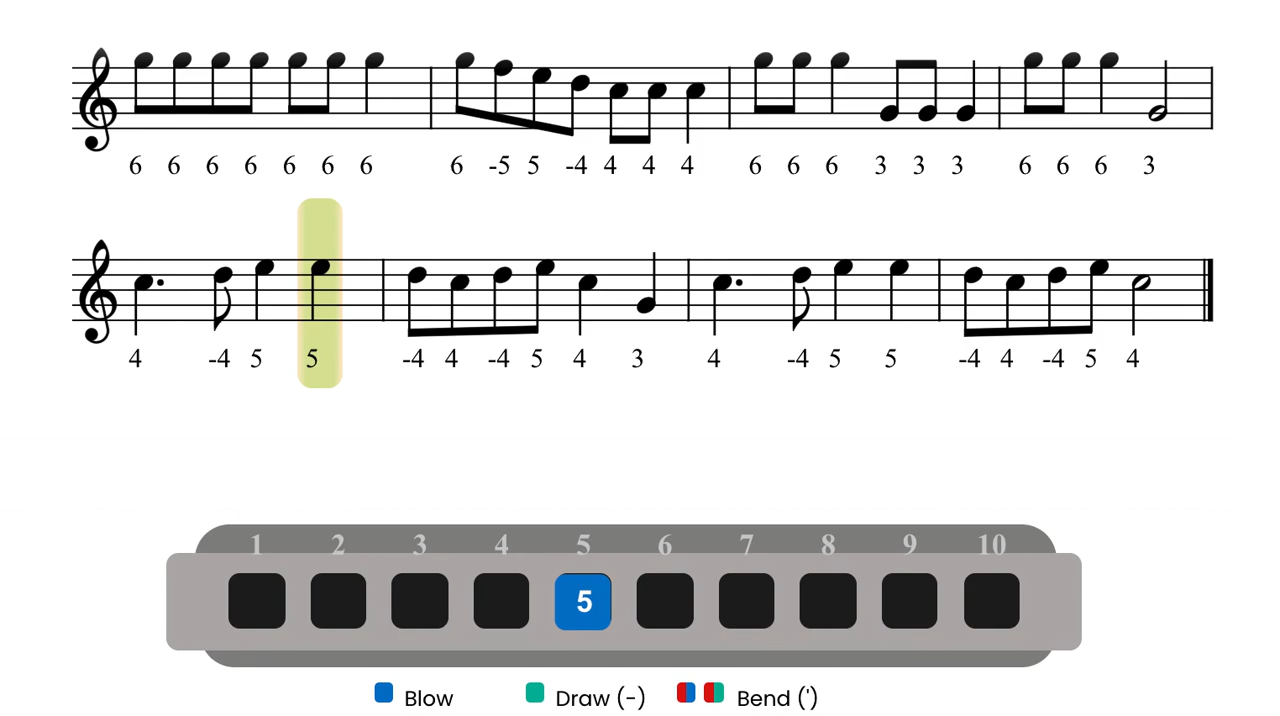 6 6 6 6 6 6 6 6 -5 5 -4 4 4 4 6 6 6 3 3 3 6 6 6 3
4 -4 5 5 -4 4 -4 5 4 3 4 -4 5 5 -4 4 -4 5 4
1 2 3 4 5 6 7 8 9 10
5
Blow Draw (-) Bend (')